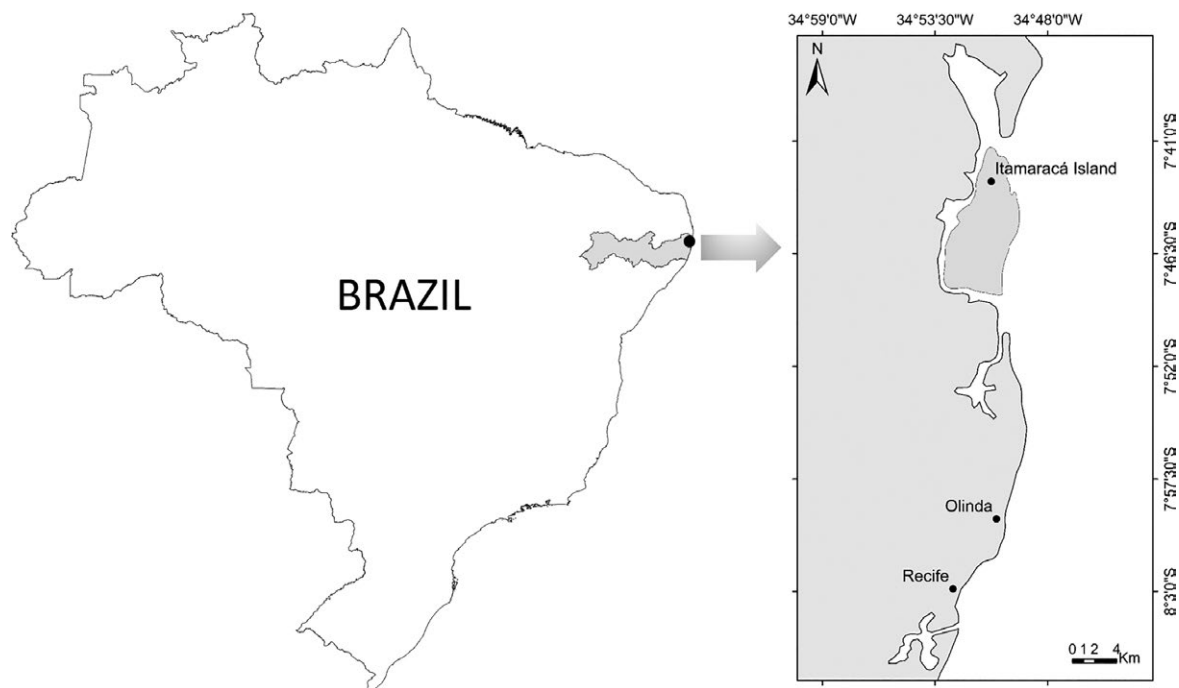 34°59'0"W 34°53'30"W 34°48'0"W
N
7°41'0"S
Itamaracá Island
7°46'30"S
BRAZIL
7°52'0"S
7°57'30"S
Olinda
Recife
8°3'0"S
0 1 2 4
Km